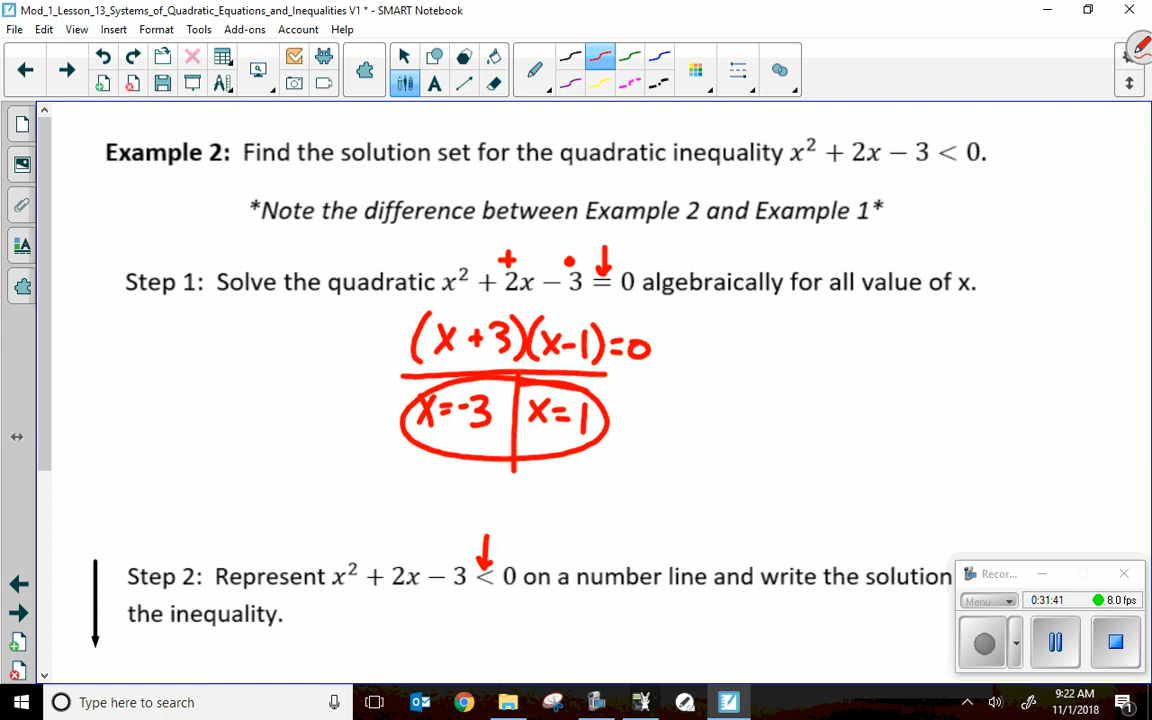 Mod_1_Lesson_13_Systems_of_Quadratic_Equations_and_Inequalities V1 * - SMART Notebook
File Edit View Insert Format Tools Add-ons Account Help
Example 2: Find the solution set for the quadratic inequality x² + 2x − 3 < 0.
*Note the difference between Example 2 and Example 1*
+ • ↓
Step 1: Solve the quadratic x² + 2x − 3 = 0 algebraically for all value of x.
(x+3)(x-1)=0
x=-3 x=1
↓
Step 2: Represent x² + 2x − 3 < 0 on a number line and write the solution
the inequality.
Recor...
Menu 0:31:41 8.0 fps
Type here to search
9:22 AM
11/1/2018
1